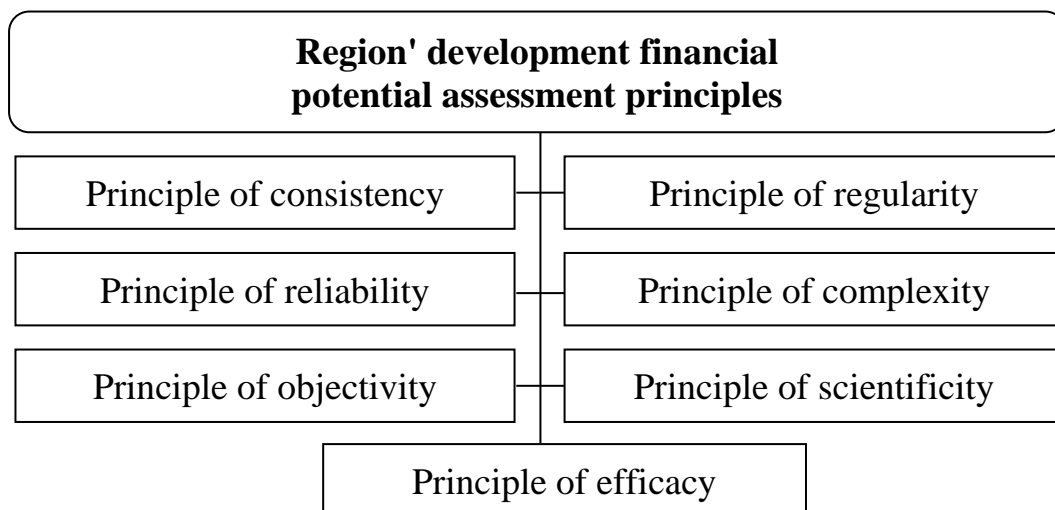 Region' development financial
potential assessment principles
Principle of consistency
Principle of regularity
Principle of reliability
Principle of complexity
Principle of objectivity
Principle of scientificity
Principle of efficacy